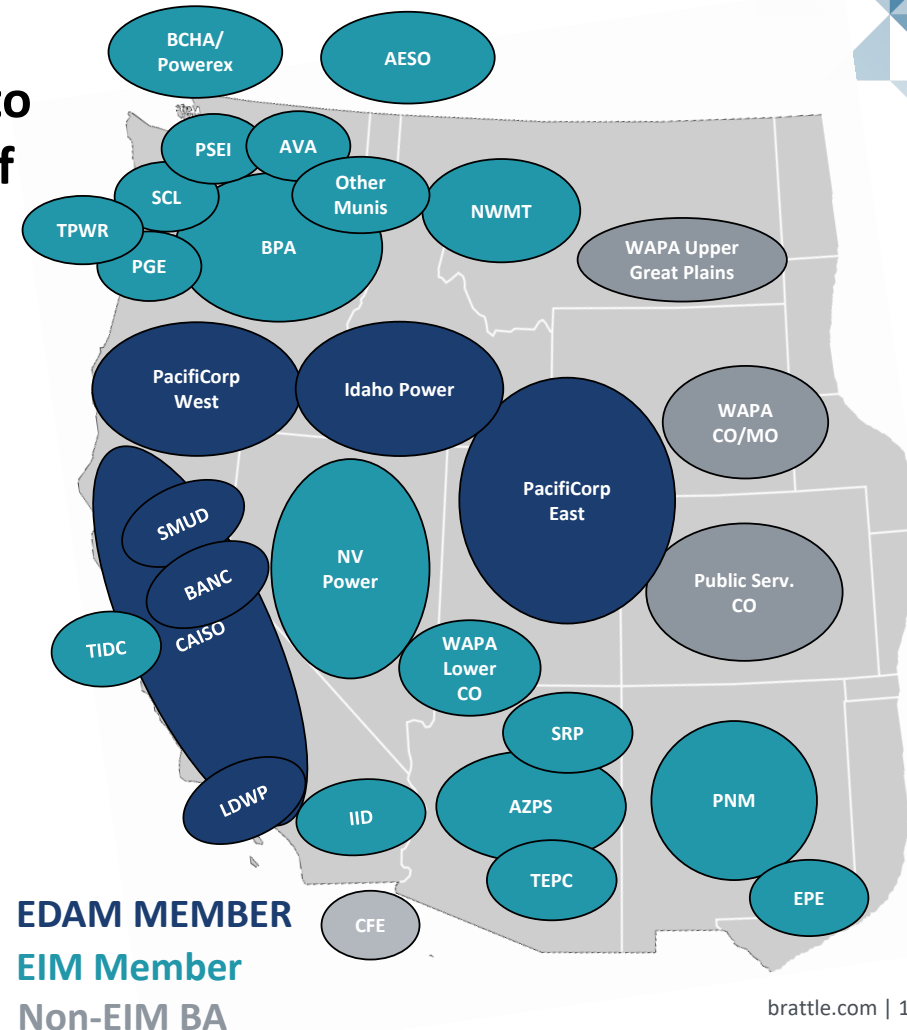 to
f
BCHA/
Powerex
AESO
PSEI
AVA
SCL
Other
Munis
NWMT
TPWR
BPA
PGE
WAPA Upper
Great Plains
PacifiCorp
West
Idaho Power
WAPA
CO/MO
PacifiCorp
East
SMUD
NV
Power
BANC
Public Serv.
CO
CAISO
TIDC
WAPA
Lower
CO
SRP
LDWP
IID
AZPS
PNM
TEPC
EPE
EDAM MEMBER
CFE
EIM Member
Non-EIM BA
brattle.com | 1